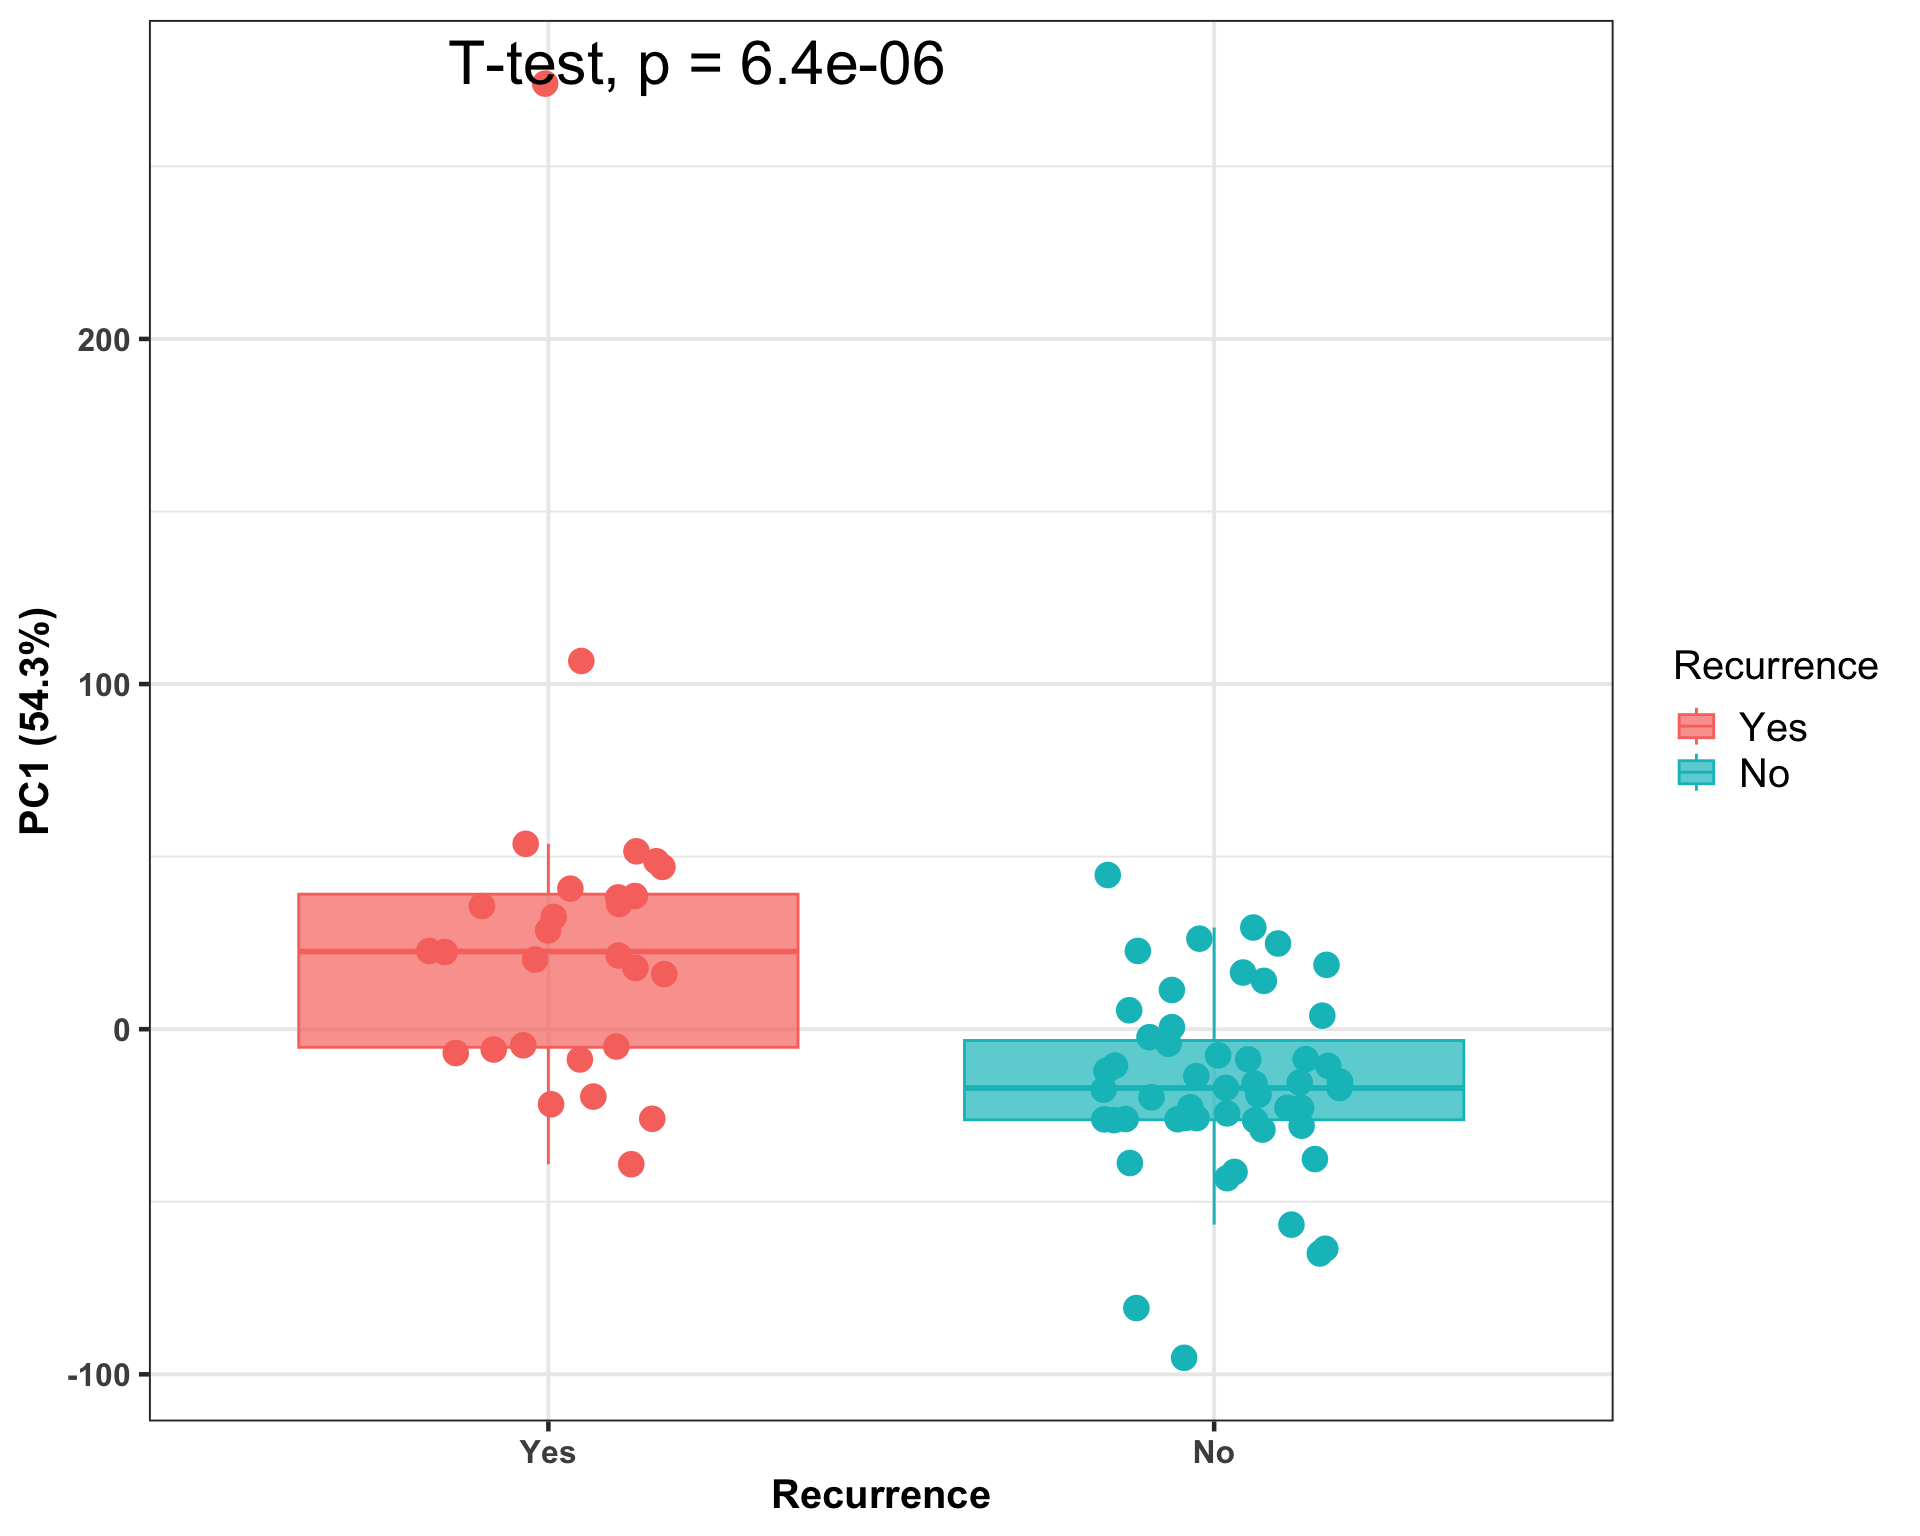 T-test, p = 6.4e-06
PC1 (54.3%)
200
100
0
-100
Yes
No
Recurrence
Recurrence
Yes
No